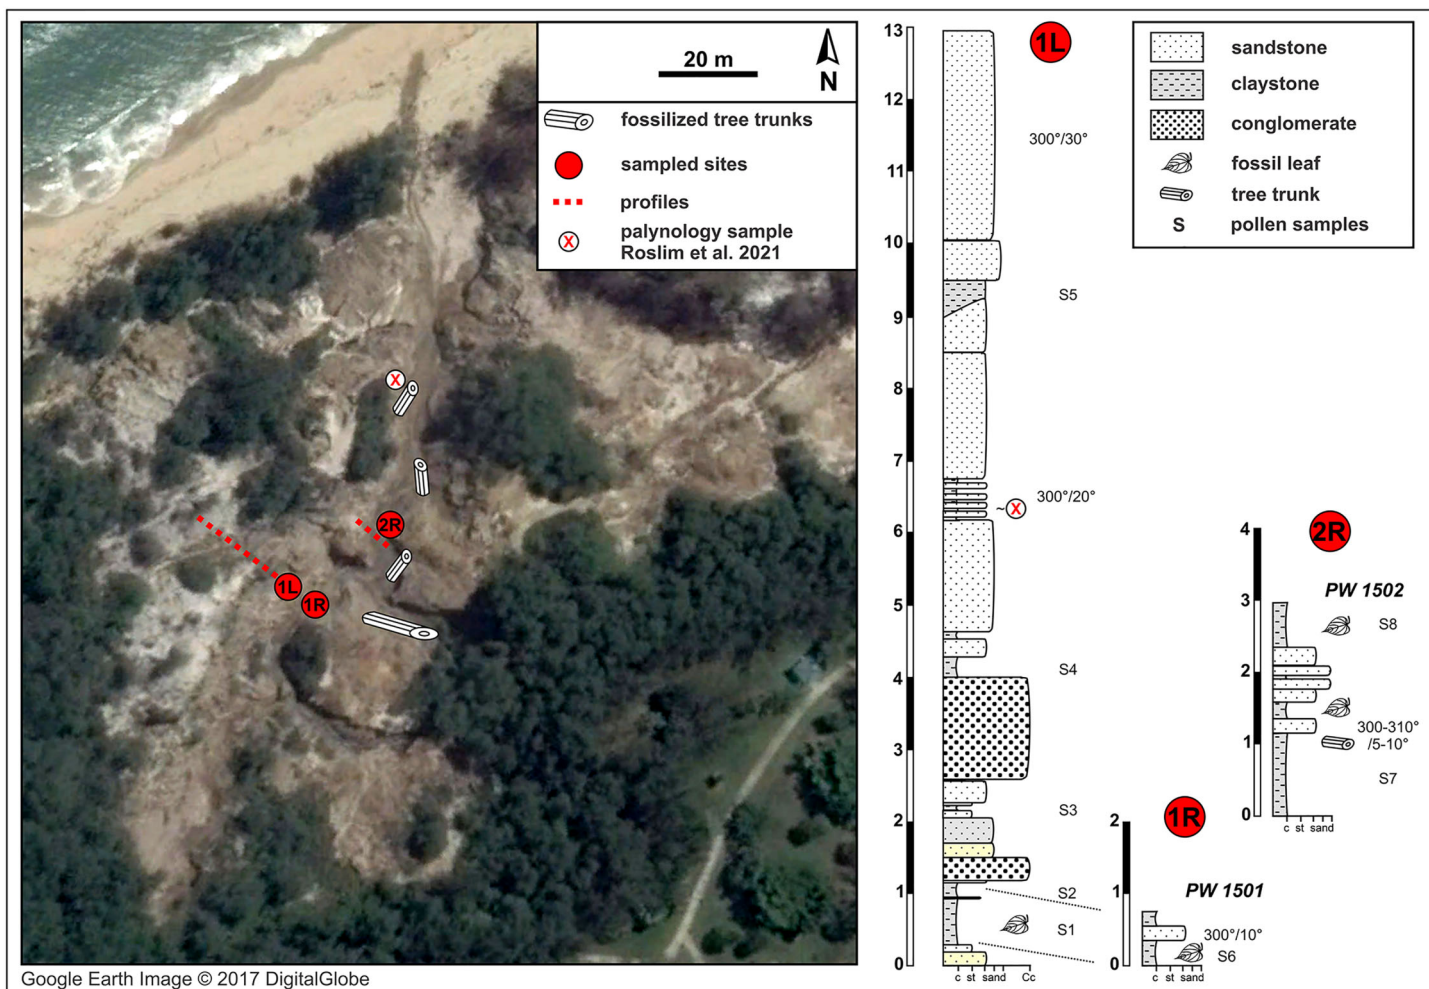 20 m
N
fossilized tree trunks
sampled sites
profiles
X
palynology sample
Roslim et al. 2021
X
2R
1L
1R
Google Earth Image © 2017 DigitalGlobe
13
12
11
10
9
8
7
6
5
4
3
2
1
0
1L
300°/30°
S5
300°/20°
~X
S4
S3
S2
S1
c st sand Cc
sandstone
claystone
conglomerate
fossil leaf
tree trunk
S pollen samples
4
3
2
1
0
2R
PW 1502
S8
300-310°
/5-10°
S7
c st sand
2
1
0
1R
PW 1501
300°/10°
S6
c st sand